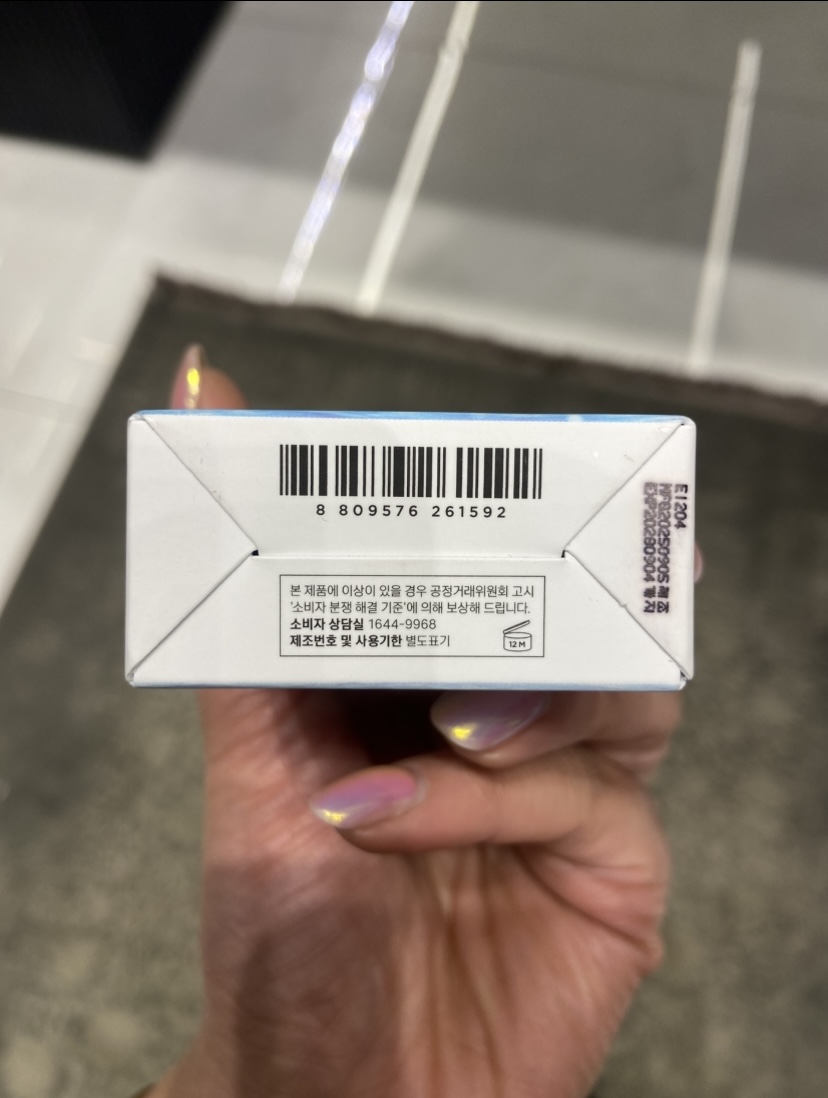 8 809576 261592
본 제품에 이상이 있을 경우 공정거래위원회 고시
'소비자 분쟁 해결 기준'에 의해 보상해 드립니다.
소비자 상담실 1644-9968
제조번호 및 사용기한 별도표기
12 M
E1204
MFG20250905 제조
EXP20280904 까지